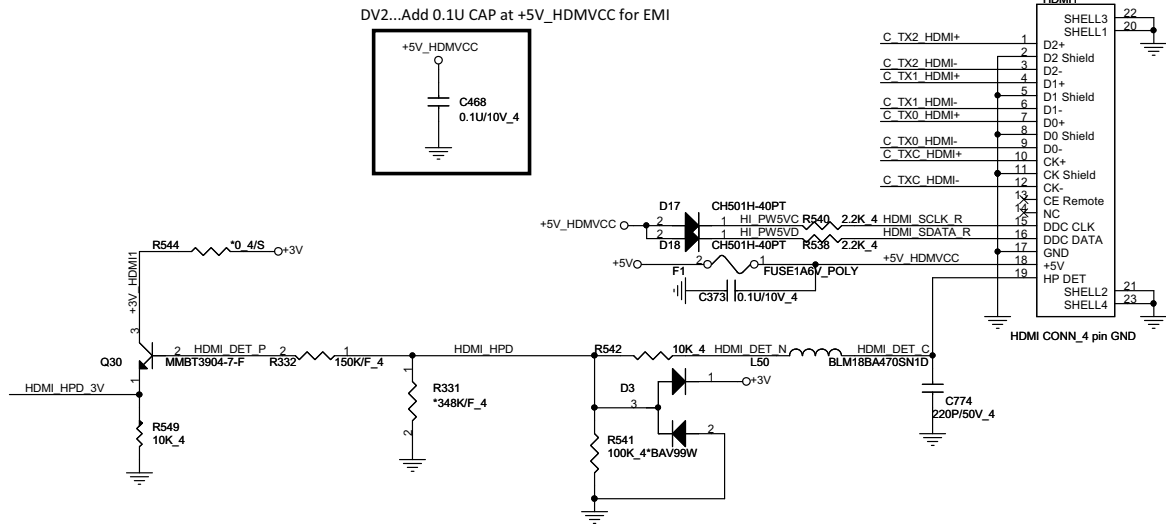 DV2...Add 0.1U CAP at +5V_HDMVCC for EMI
+5V_HDMVCC
C468
0.1U/10V_4
SHELL3 22
SHELL1 20
C_TX2_HDMI+ 1 D2+
2 D2 Shield
C_TX2_HDMI- 3 D2-
C_TX1_HDMI+ 4 D1+
5 D1 Shield
C_TX1_HDMI- 6 D1-
C_TX0_HDMI+ 7 D0+
8 D0 Shield
C_TX0_HDMI- 9 D0-
C_TXC_HDMI+ 10 CK+
11 CK Shield
C_TXC_HDMI- 12 CK-
13 CE Remote
14 NC
15 DDC CLK
16 DDC DATA
17 GND
18 +5V
19 HP DET
SHELL2 21
SHELL4 23
HDMI CONN_4 pin GND
D17 CH501H-40PT
+5V_HDMVCC 2 1 HI_PW5VC R540 2.2K_4 HDMI_SCLK_R
2 1 HI_PW5VD HDMI_SDATA_R
D18 CH501H-40PT R538 2.2K_4
+5V 2 1 +5V_HDMVCC
F1 FUSE1A6V_POLY
C373 0.1U/10V_4
R544 *0_4/S +3V
+3V_HDMI1
3
Q30 2 HDMI_DET_P 2 1 HDMI_HPD R542 10K_4 HDMI_DET_N HDMI_DET_C
MMBT3904-7-F R332 150K/F_4 L50 BLM18BA470SN1D
1
HDMI_HPD_3V
R549
10K_4
1
R331
*348K/F_4
2
D3
1 +3V
3
2
R541
100K_4 *BAV99W
C774
220P/50V_4